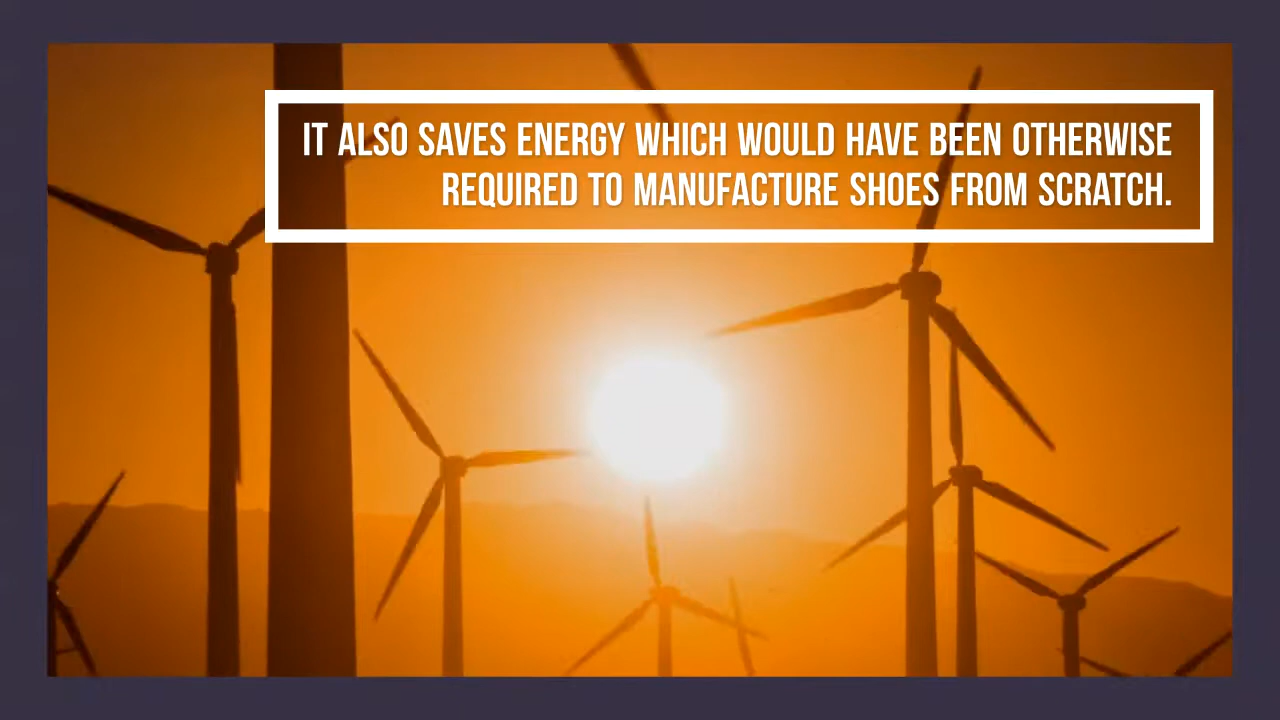 IT ALSO SAVES ENERGY WHICH WOULD HAVE BEEN OTHERWISE
REQUIRED TO MANUFACTURE SHOES FROM SCRATCH.